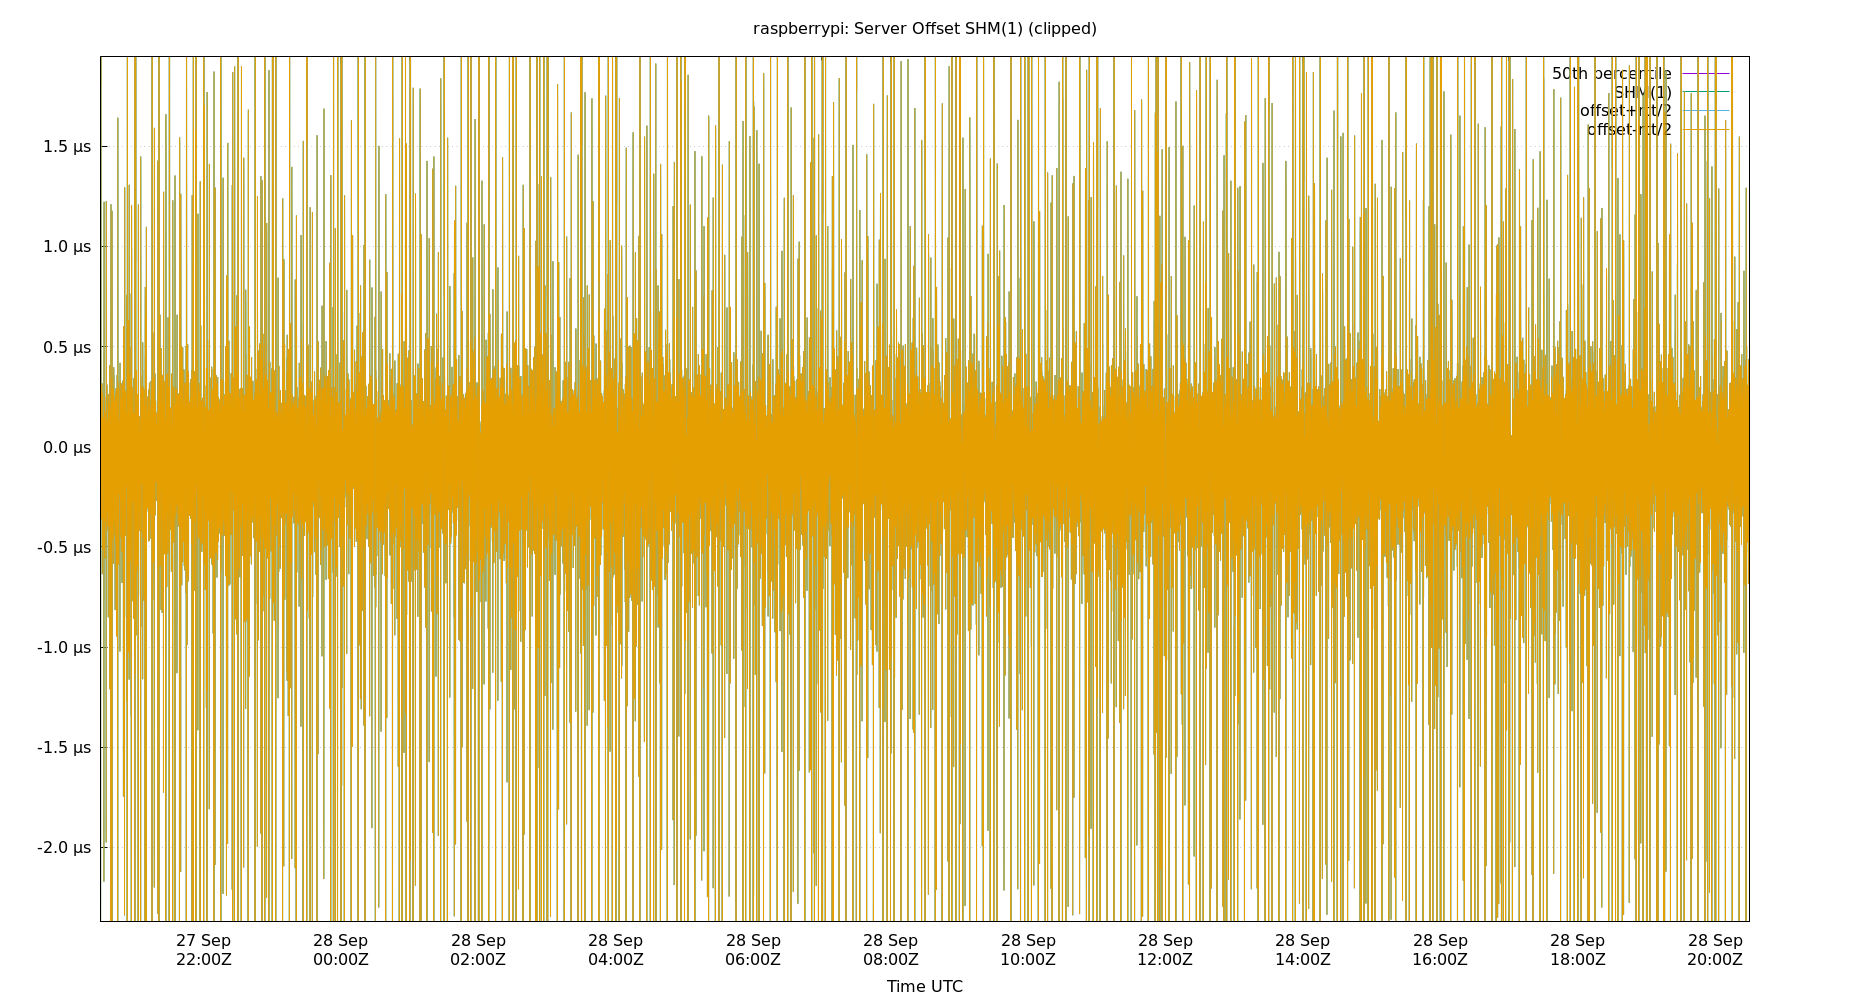 raspberrypi: Server Offset SHM(1) (clipped)
50th percentile
SHM(1)
offset+rtt/2
offset-rtt/2
1.5 µs
1.0 µs
0.5 µs
0.0 µs
-0.5 µs
-1.0 µs
-1.5 µs
-2.0 µs
27 Sep 28 Sep 28 Sep 28 Sep 28 Sep 28 Sep 28 Sep 28 Sep 28 Sep 28 Sep 28 Sep 28 Sep
22:00Z 00:00Z 02:00Z 04:00Z 06:00Z 08:00Z 10:00Z 12:00Z 14:00Z 16:00Z 18:00Z 20:00Z
Time UTC